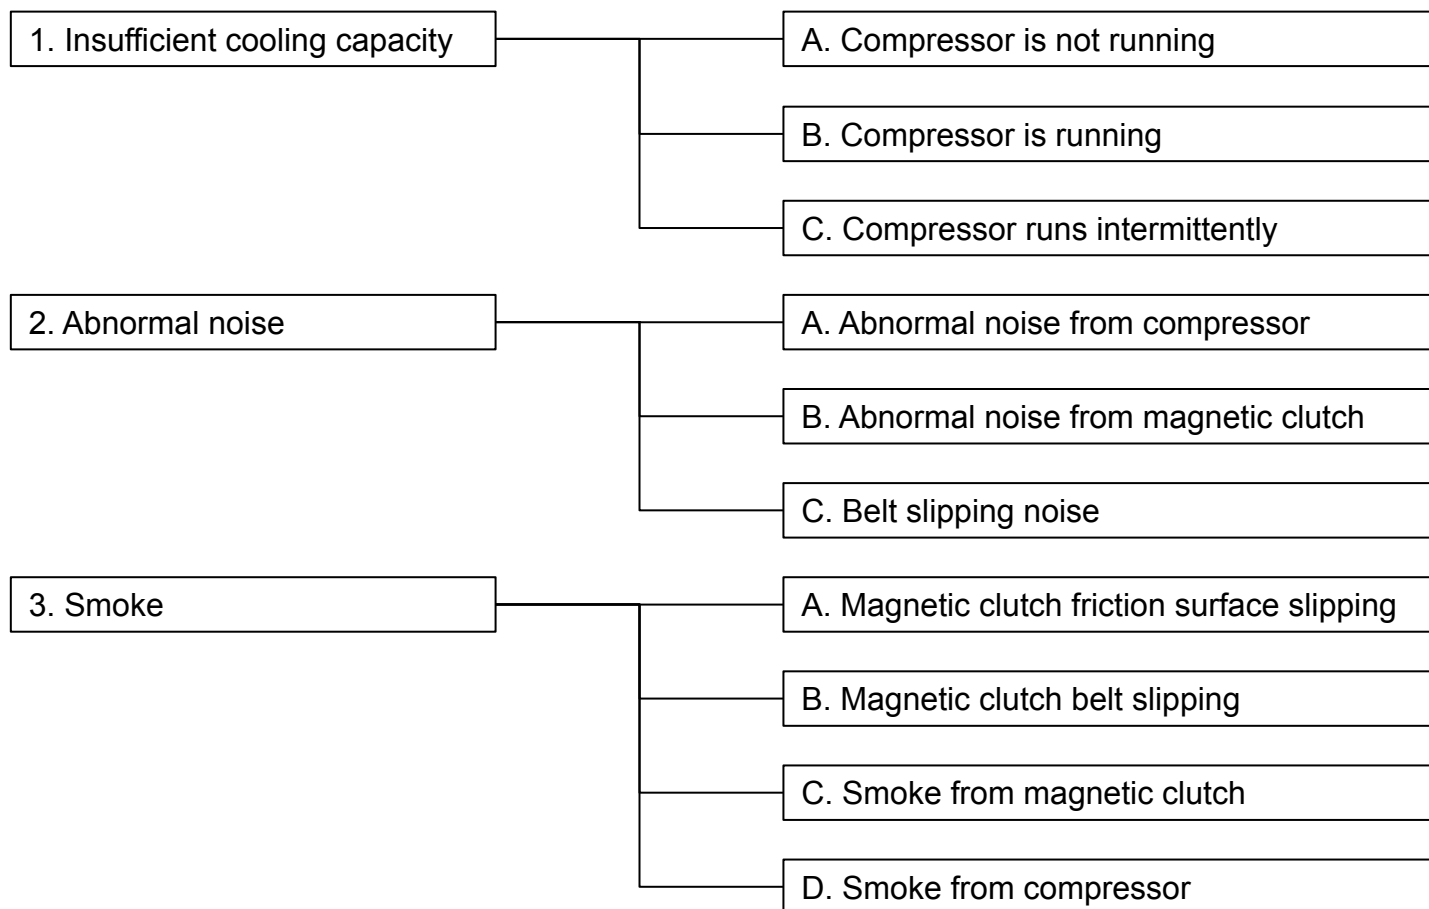 1. Insufficient cooling capacity
A. Compressor is not running
B. Compressor is running
C. Compressor runs intermittently
2. Abnormal noise
A. Abnormal noise from compressor
B. Abnormal noise from magnetic clutch
C. Belt slipping noise
3. Smoke
A. Magnetic clutch friction surface slipping
B. Magnetic clutch belt slipping
C. Smoke from magnetic clutch
D. Smoke from compressor